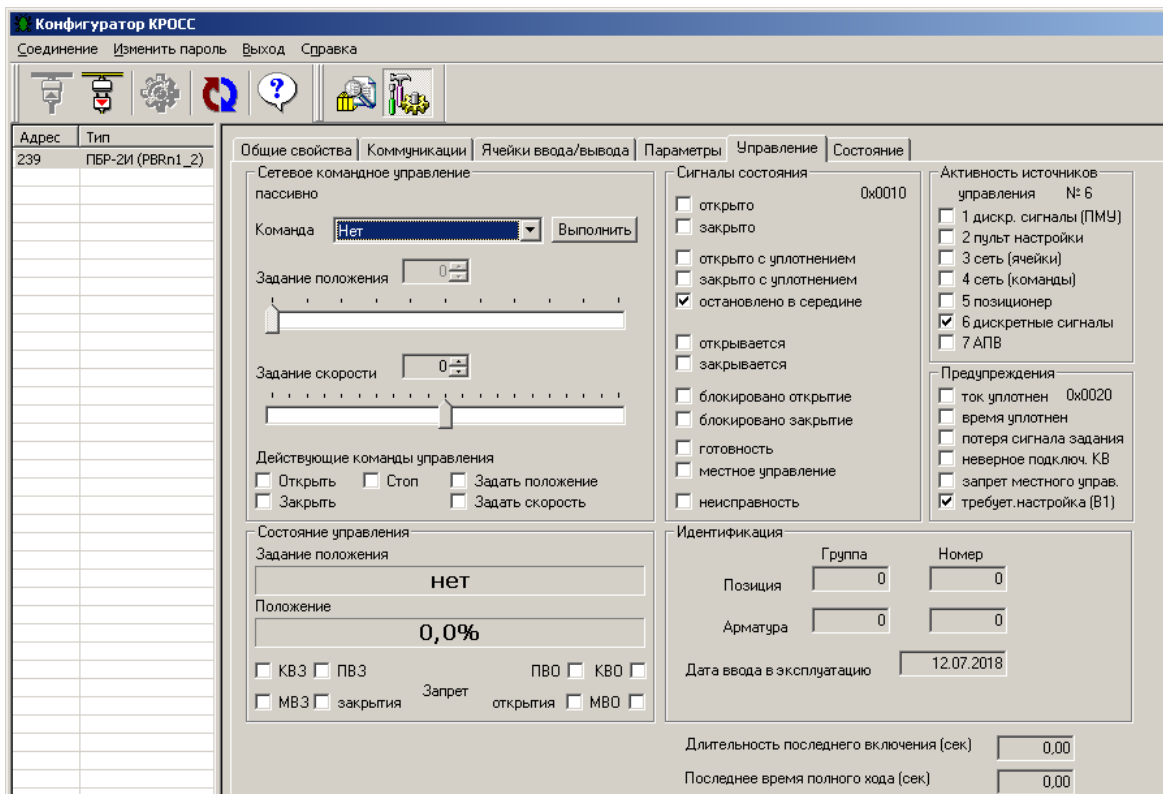 Конфигуратор КРОСС
Соединение Изменить пароль Выход Справка
Адрес Тип
239 ПБР-2И (PBRn1_2)
Общие свойства Коммуникации Ячейки ввода/вывода Параметры Управление Состояние
Сетевое командное управление
пассивно
Команда Нет Выполнить
Задание положения 0
Задание скорости 0
Действующие команды управления
Открыть Стоп Задать положение
Закрыть Задать скорость
Сигналы состояния
0x0010
открыто
закрыто
открыто с уплотнением
закрыто с уплотнением
остановлено в середине
открывается
закрывается
блокировано открытие
блокировано закрытие
готовность
местное управление
неисправность
Активность источников
управления № 6
1 дискр. сигналы (ПМУ)
2 пульт настройки
3 сеть (ячейки)
4 сеть (команды)
5 позиционер
6 дискретные сигналы
7 АПВ
Предупреждения
ток уплотнен 0x0020
время уплотнен
потеря сигнала задания
неверное подключ. КВ
запрет местного управ.
требует.настройка (В1)
Состояние управления
Задание положения
нет
Положение
0,0%
КВЗ ПВЗ ПВО КВО
Запрет
МВЗ закрытия открытия МВО
Идентификация
Группа Номер
Позиция 0 0
Арматура 0 0
Дата ввода в эксплуатацию 12.07.2018
Длительность последнего включения (сек) 0,00
Последнее время полного хода (сек) 0,00